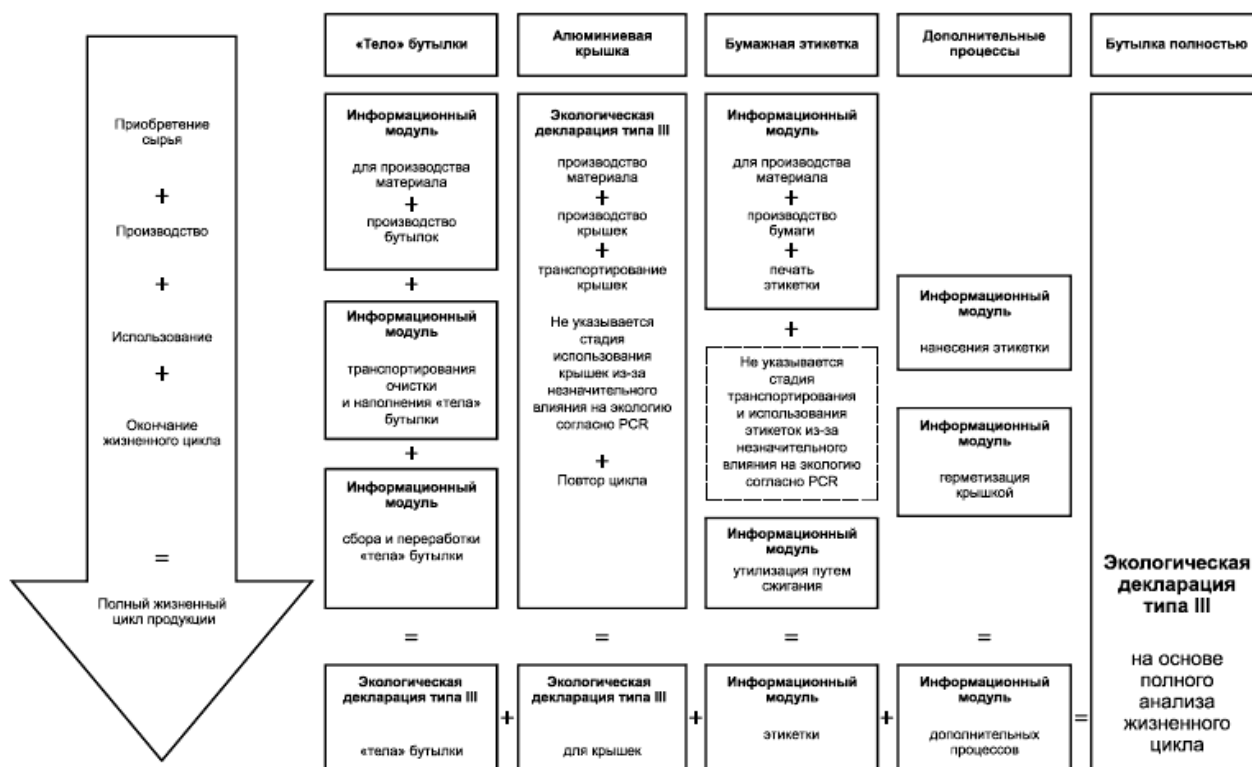 «Тело» бутылки
Алюминиевая
крышка
Бумажная этикетка
Дополнительные
процессы
Бутылка полностью
Приобретение
сырья
+
Производство
+
Использование
+
Окончание
жизненного цикла
=
Полный жизненный
цикл продукции
Информационный
модуль
для производства
материала
+
производство
бутылок
+
Информационный
модуль
транспортирования
очистки
и наполнения «тела»
бутылки
+
Информационный
модуль
сбора и переработки
«тела» бутылки
=
Экологическая
декларация типа III
«тела» бутылки
+
Экологическая
декларация типа III
производство
материала
+
производство
крышек
+
транспортирование
крышек
Не указывается
стадия
использования
крышек из-за
незначительного
влияния на экологию
согласно PCR
+
Повтор цикла
=
Экологическая
декларация типа III
для крышек
+
Информационный
модуль
для производства
материала
+
производство
бумаги
+
печать
этикетки
+
Не указывается
стадия
транспортирования
и использования
этикеток из-за
незначительного
влияния на экологию
согласно PCR
Информационный
модуль
утилизация путем
сжигания
=
Информационный
модуль
этикетки
+
Информационный
модуль
нанесения этикетки
Информационный
модуль
герметизация
крышкой
=
Информационный
модуль
дополнительных
процессов
=
Экологическая
декларация
типа III
на основе
полного
анализа
жизненного
цикла